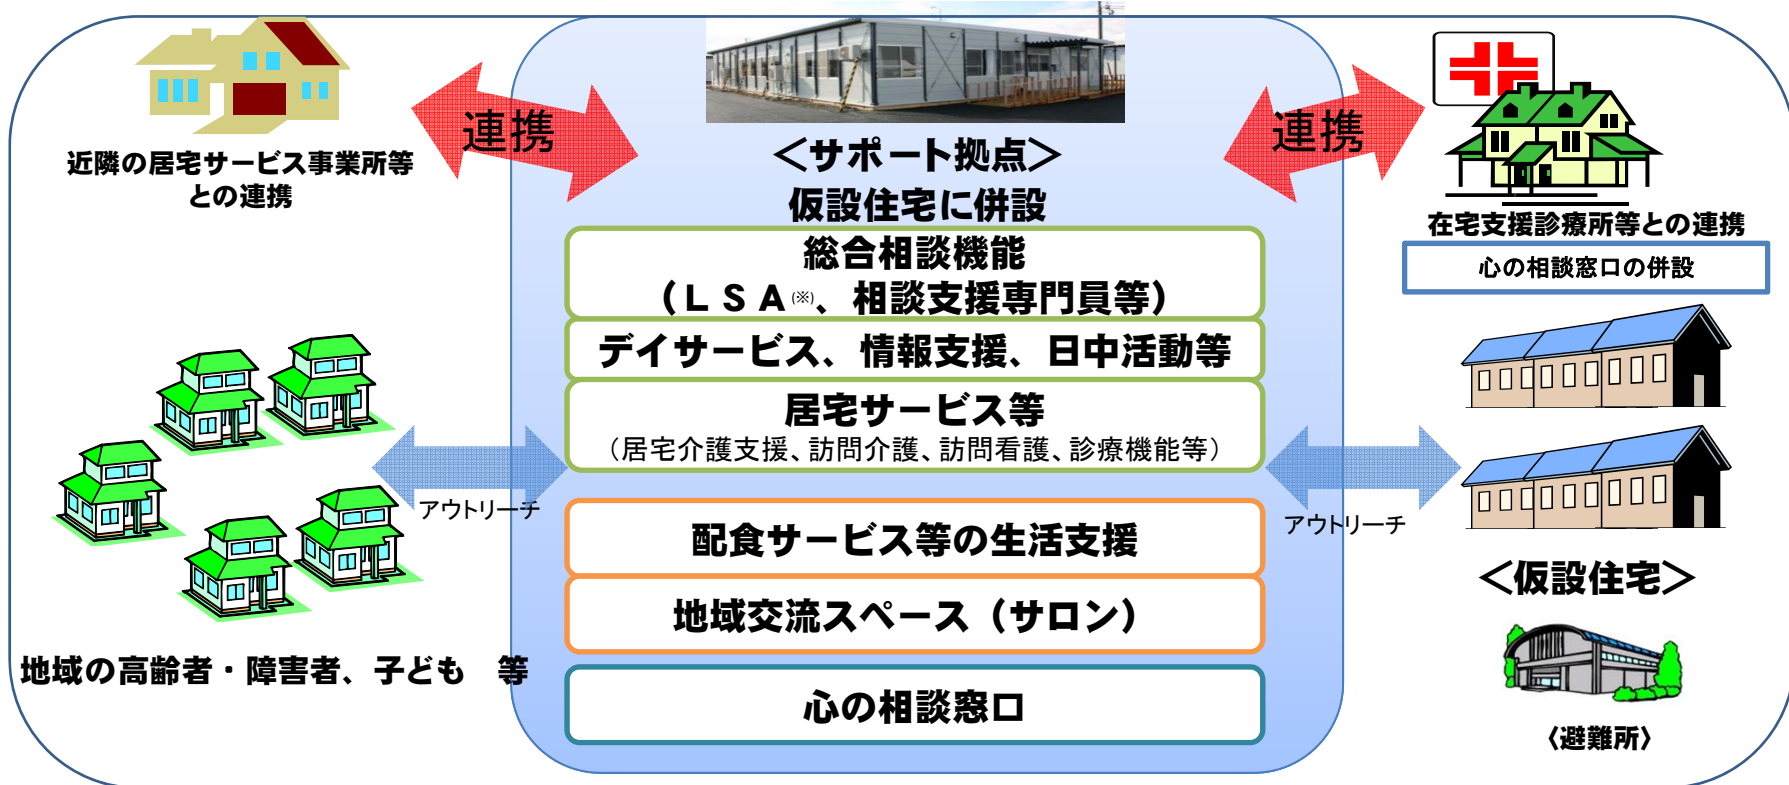 近隣の居宅サービス事業所等
との連携
連携
＜サポート拠点＞
仮設住宅に併設
連携
在宅支援診療所等との連携
心の相談窓口の併設
総合相談機能
（ＬＳＡ(※)、相談支援専門員等）
デイサービス、情報支援、日中活動等
居宅サービス等
（居宅介護支援、訪問介護、訪問看護、診療機能等）
アウトリーチ
アウトリーチ
配食サービス等の生活支援
地域交流スペース（サロン）
心の相談窓口
地域の高齢者・障害者、子ども　等
＜仮設住宅＞
〈避難所〉